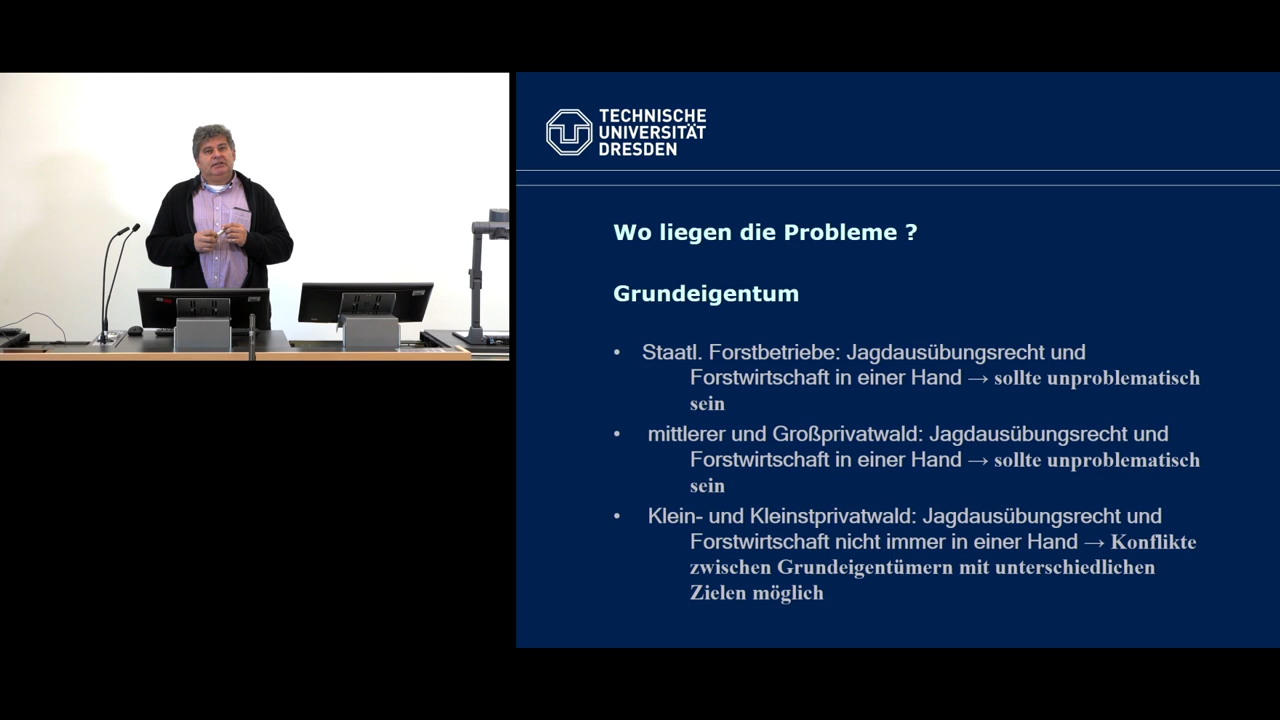 TECHNISCHE
UNIVERSITÄT
DRESDEN
Wo liegen die Probleme ?
Grundeigentum
• Staatl. Forstbetriebe: Jagdausübungsrecht und
Forstwirtschaft in einer Hand → sollte unproblematisch
sein
• mittlerer und Großprivatwald: Jagdausübungsrecht und
Forstwirtschaft in einer Hand → sollte unproblematisch
sein
• Klein- und Kleinstprivatwald: Jagdausübungsrecht und
Forstwirtschaft nicht immer in einer Hand → Konflikte
zwischen Grundeigentümern mit unterschiedlichen
Zielen möglich